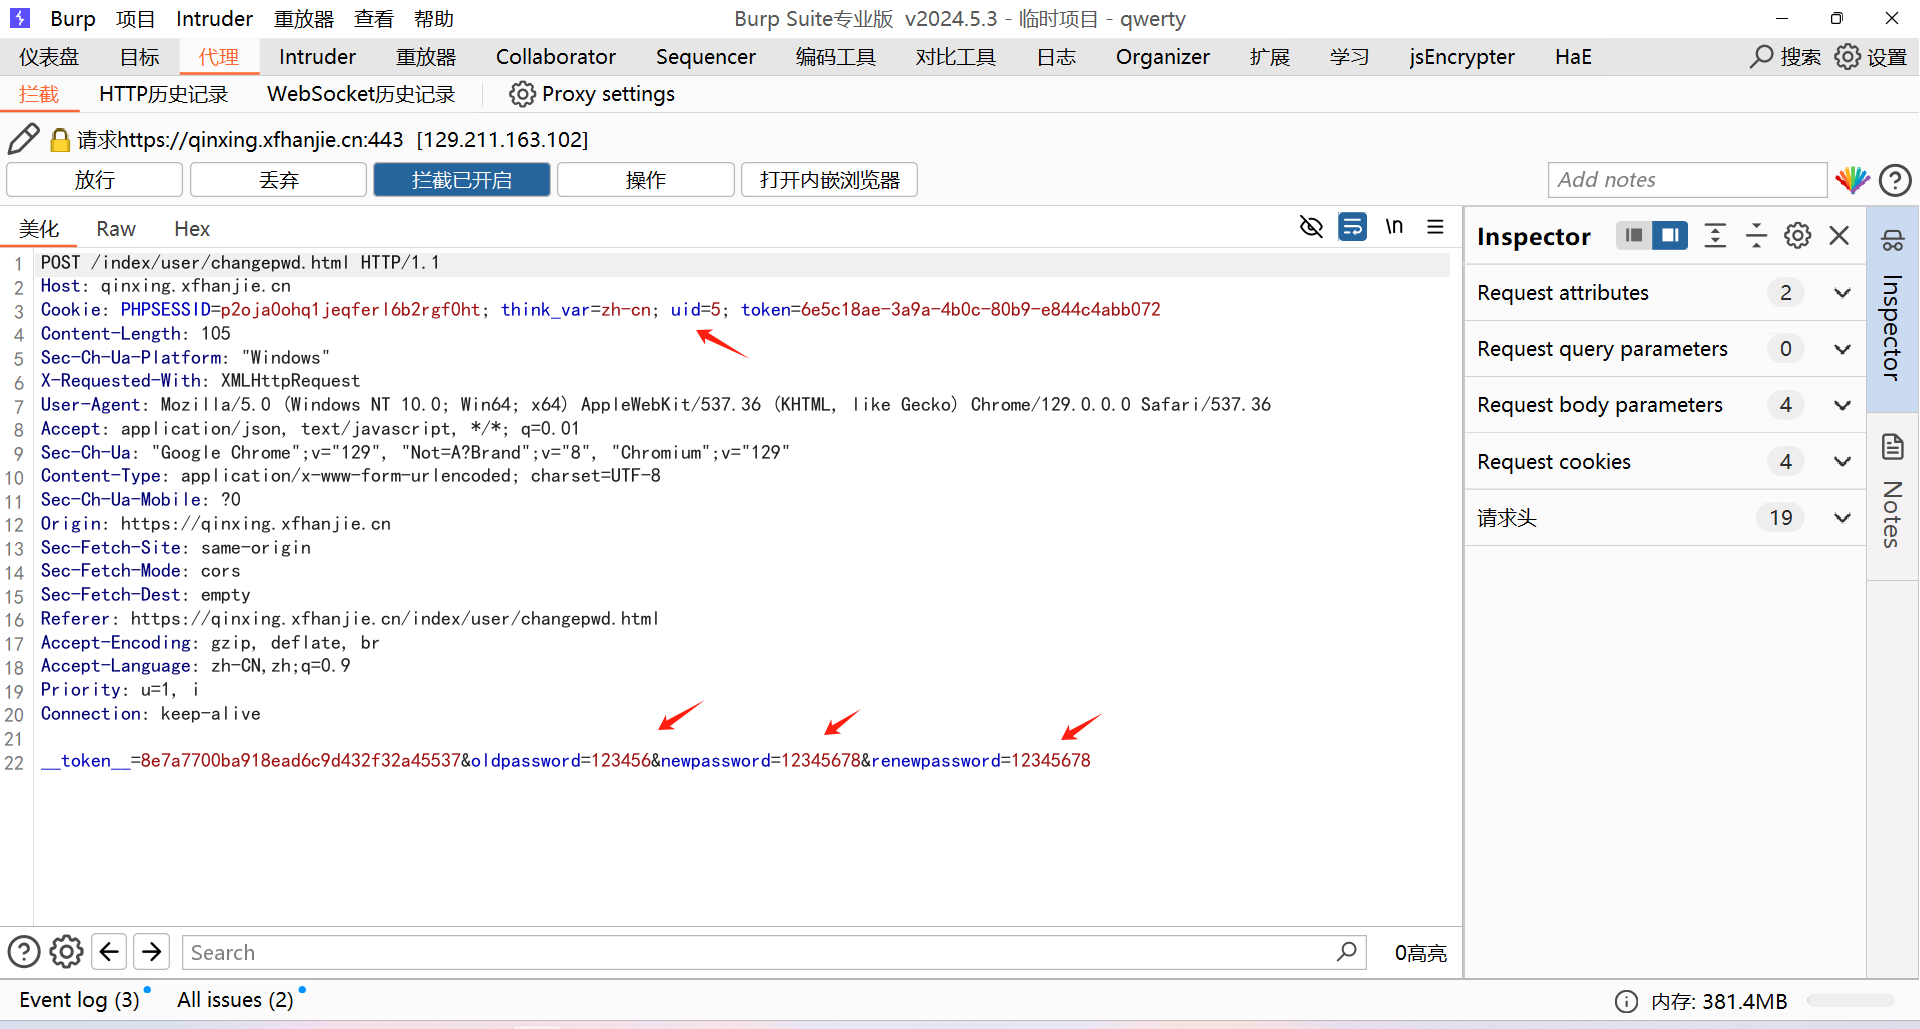 Burp 项目 Intruder 重放器 查看 帮助 Burp Suite专业版 v2024.5.3 - 临时项目 - qwerty
仪表盘 目标 代理 Intruder 重放器 Collaborator Sequencer 编码工具 对比工具 日志 Organizer 扩展 学习 jsEncrypter HaE 搜索 设置
拦截 HTTP历史记录 WebSocket历史记录 Proxy settings
请求https://qinxing.xfhanjie.cn:443 [129.211.163.102]
放行 丢弃 拦截已开启 操作 打开内嵌浏览器 Add notes
美化 Raw Hex \n
1 POST /index/user/changepwd.html HTTP/1.1
2 Host: qinxing.xfhanjie.cn
3 Cookie: PHPSESSID=p2oja0ohq1jeqferl6b2rgf0ht; think_var=zh-cn; uid=5; token=6e5c18ae-3a9a-4b0c-80b9-e844c4abb072
4 Content-Length: 105
5 Sec-Ch-Ua-Platform: "Windows"
6 X-Requested-With: XMLHttpRequest
7 User-Agent: Mozilla/5.0 (Windows NT 10.0; Win64; x64) AppleWebKit/537.36 (KHTML, like Gecko) Chrome/129.0.0.0 Safari/537.36
8 Accept: application/json, text/javascript, */*; q=0.01
9 Sec-Ch-Ua: "Google Chrome";v="129", "Not=A?Brand";v="8", "Chromium";v="129"
10 Content-Type: application/x-www-form-urlencoded; charset=UTF-8
11 Sec-Ch-Ua-Mobile: ?0
12 Origin: https://qinxing.xfhanjie.cn
13 Sec-Fetch-Site: same-origin
14 Sec-Fetch-Mode: cors
15 Sec-Fetch-Dest: empty
16 Referer: https://qinxing.xfhanjie.cn/index/user/changepwd.html
17 Accept-Encoding: gzip, deflate, br
18 Accept-Language: zh-CN,zh;q=0.9
19 Priority: u=1, i
20 Connection: keep-alive
21
22 __token__=8e7a7700ba918ead6c9d432f32a45537&oldpassword=123456&newpassword=12345678&renewpassword=12345678
Inspector
Request attributes 2
Request query parameters 0
Request body parameters 4
Request cookies 4
请求头 19
Inspector
Notes
Search 0高亮
Event log (3) All issues (2) 内存: 381.4MB